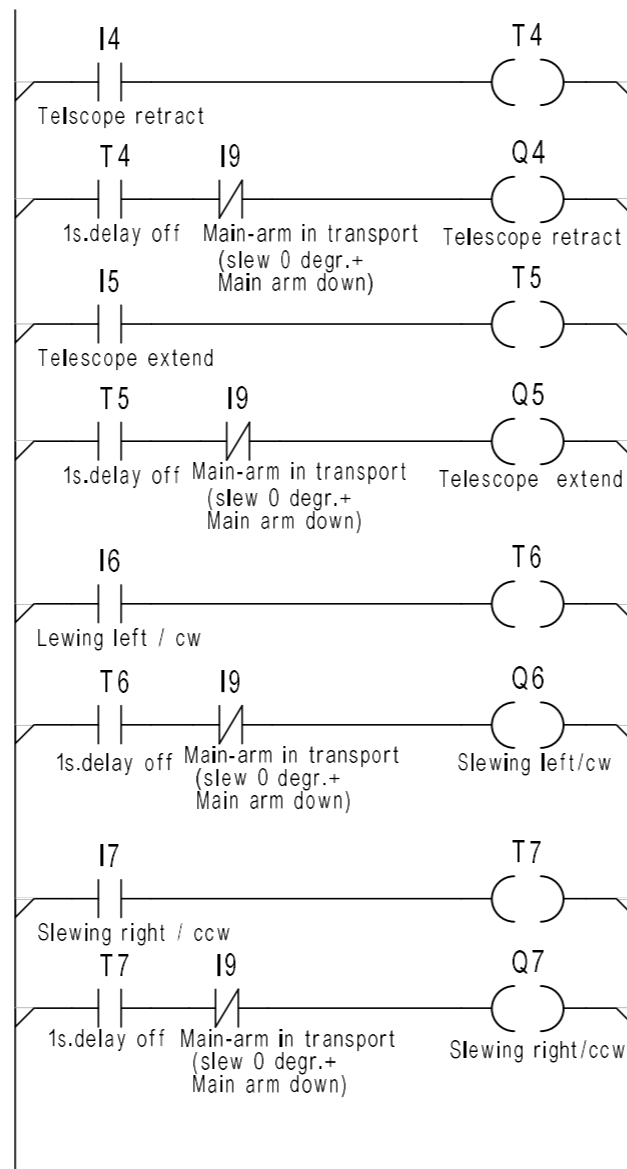 I4 T4
Telscope retract
T4 I9 Q4
1s.delay off Main-arm in transport Telescope retract
(slew 0 degr.+
Main arm down)
I5 T5
Telescope extend
T5 I9 Q5
1s.delay off Main-arm in transport Telescope extend
(slew 0 degr.+
Main arm down)
I6 T6
Lewing left / cw
T6 I9 Q6
1s.delay off Main-arm in transport Slewing left/cw
(slew 0 degr.+
Main arm down)
I7 T7
Slewing right / ccw
T7 I9 Q7
1s.delay off Main-arm in transport Slewing right/ccw
(slew 0 degr.+
Main arm down)